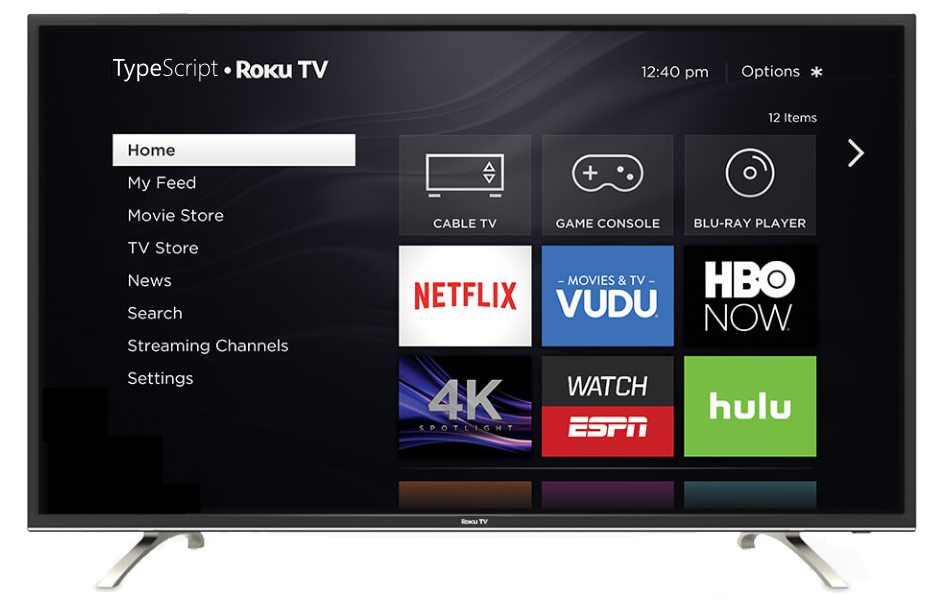 TypeScript • Roku TV
12:40 pm
Options *
12 Items
Home
My Feed
Movie Store
TV Store
News
Search
Streaming Channels
Settings
CABLE TV
GAME CONSOLE
BLU-RAY PLAYER
NETFLIX
– MOVIES & TV –
VUDU
HBO
NOW
4K
SPOTLIGHT
WATCH
ESPN
hulu
Roku TV